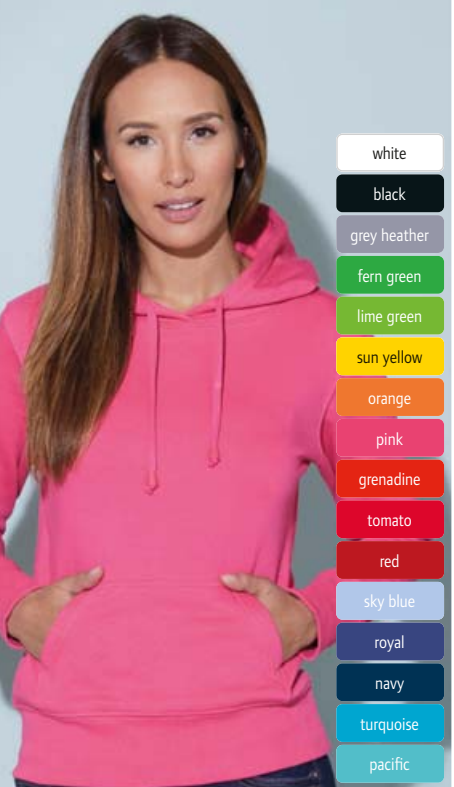 white
black
grey heather
fern green
lime green
sun yellow
orange
pink
grenadine
tomato
red
sky blue
royal
navy
turquoise
pacific